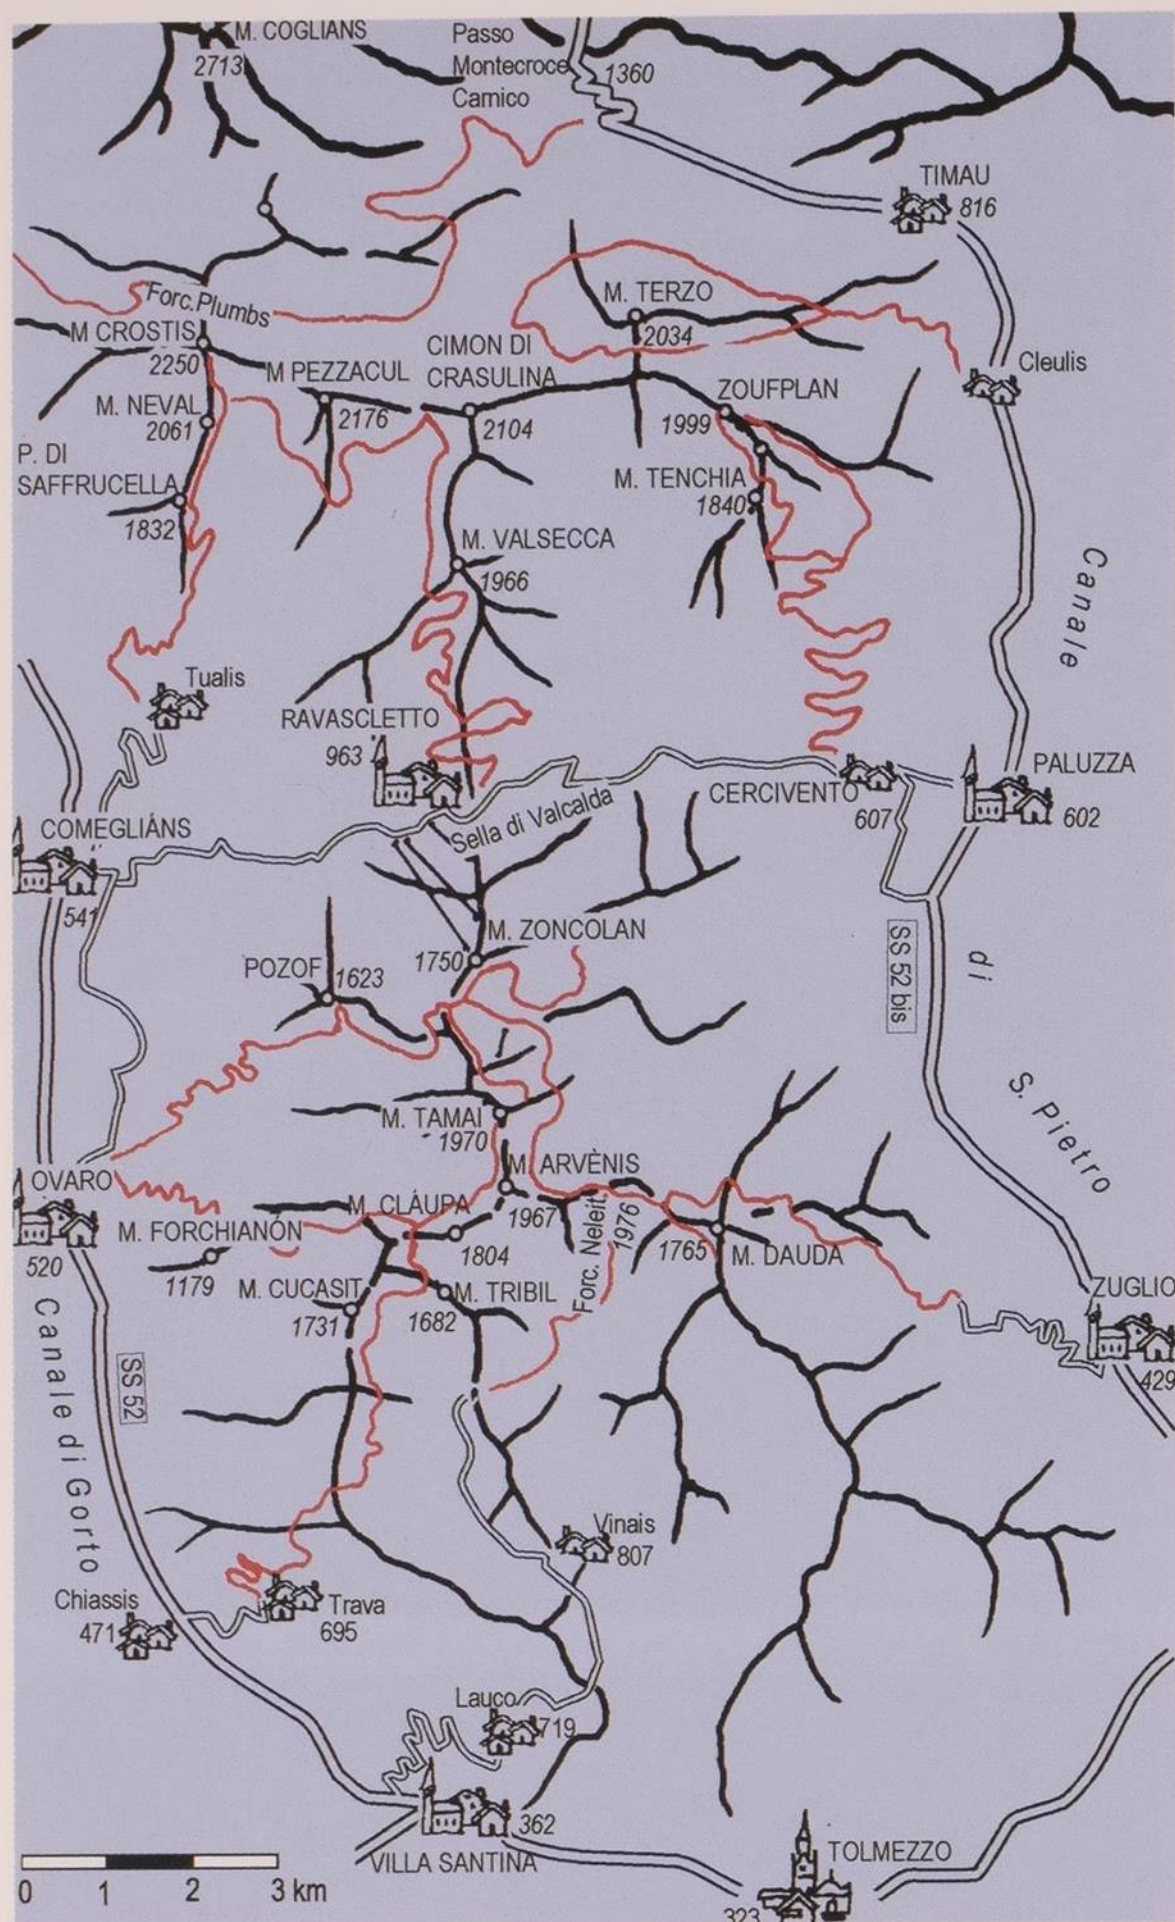 M. COGLIANS
2713
Passo
Montecroce
Carnico
1360
TIMAU
816
Forc. Plumbs
M CROSTIS
2250
M. TERZO
2034
CIMON DI
CRASULINA
2104
M PEZZACUL
2176
Cleulis
M. NEVAL
2061
ZOUFPLAN
1999
P. DI
SAFFRUCELLA
1832
M. TENCHIA
1840
M. VALSECCA
1966
Canale
di
S. Pietro
Tualis
RAVASCLETTO
963
PALUZZA
602
CERCIVENTO
607
Sella di Valcalda
COMEGLIÁNS
541
M. ZONCOLAN
1750
SS 52 bis
POZOF
1623
M. TAMAI
1970
M. ARVÈNIS
1967
OVARO
520
M. CLÁUPA
1804
M. FORCHIANÓN
1179
Forc. Neleit
1976
1765
M. DAUDA
M. CUCASIT
1731
M. TRIBIL
1682
ZUGLIO
429
Canale di Gorto
SS 52
Vinais
807
Chiassis
471
Trava
695
Lauco
719
362
VILLA SANTINA
TOLMEZZO
323
0 1 2 3 km